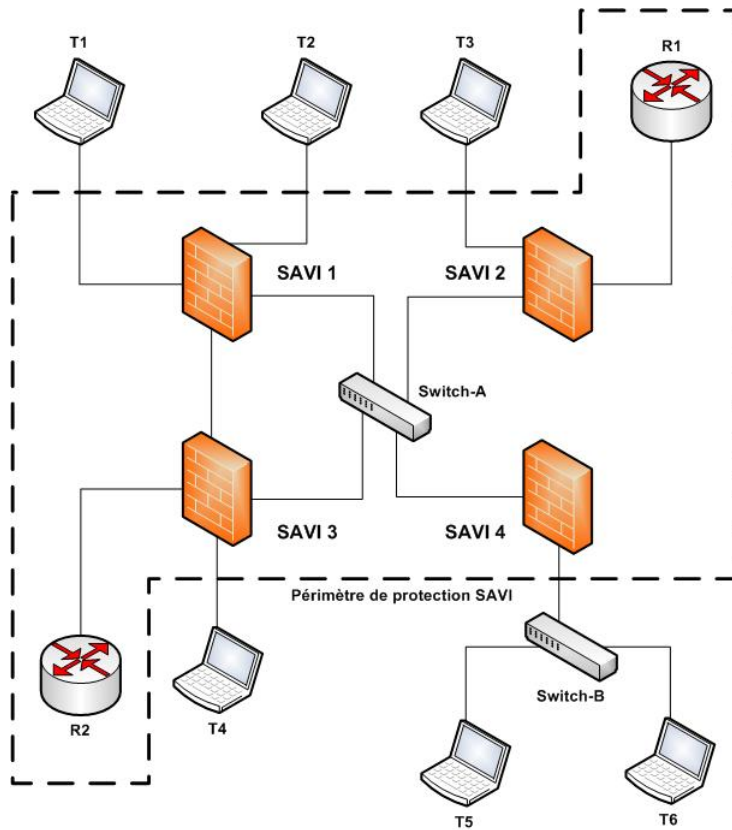 T1
T2
T3
R1
SAVI 1
SAVI 2
Switch-A
SAVI 3
SAVI 4
Périmètre de protection SAVI
R2
T4
Switch-B
T5
T6